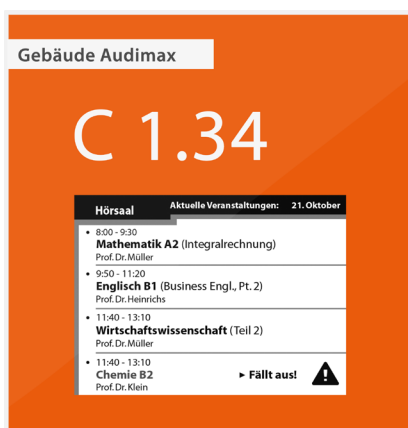 Gebäude Audimax
C 1.34
Hörsaal Aktuelle Veranstaltungen: 21. Oktober
• 8:00 - 9:30
Mathematik A2 (Integralrechnung)
Prof. Dr. Müller
• 9:50 - 11:20
Englisch B1 (Business Engl., Pt. 2)
Prof. Dr. Heinrichs
• 11:40 - 13:10
Wirtschaftswissenschaft (Teil 2)
Prof. Dr. Müller
• 11:40 - 13:10
Chemie B2 ► Fällt aus!
Prof. Dr. Klein